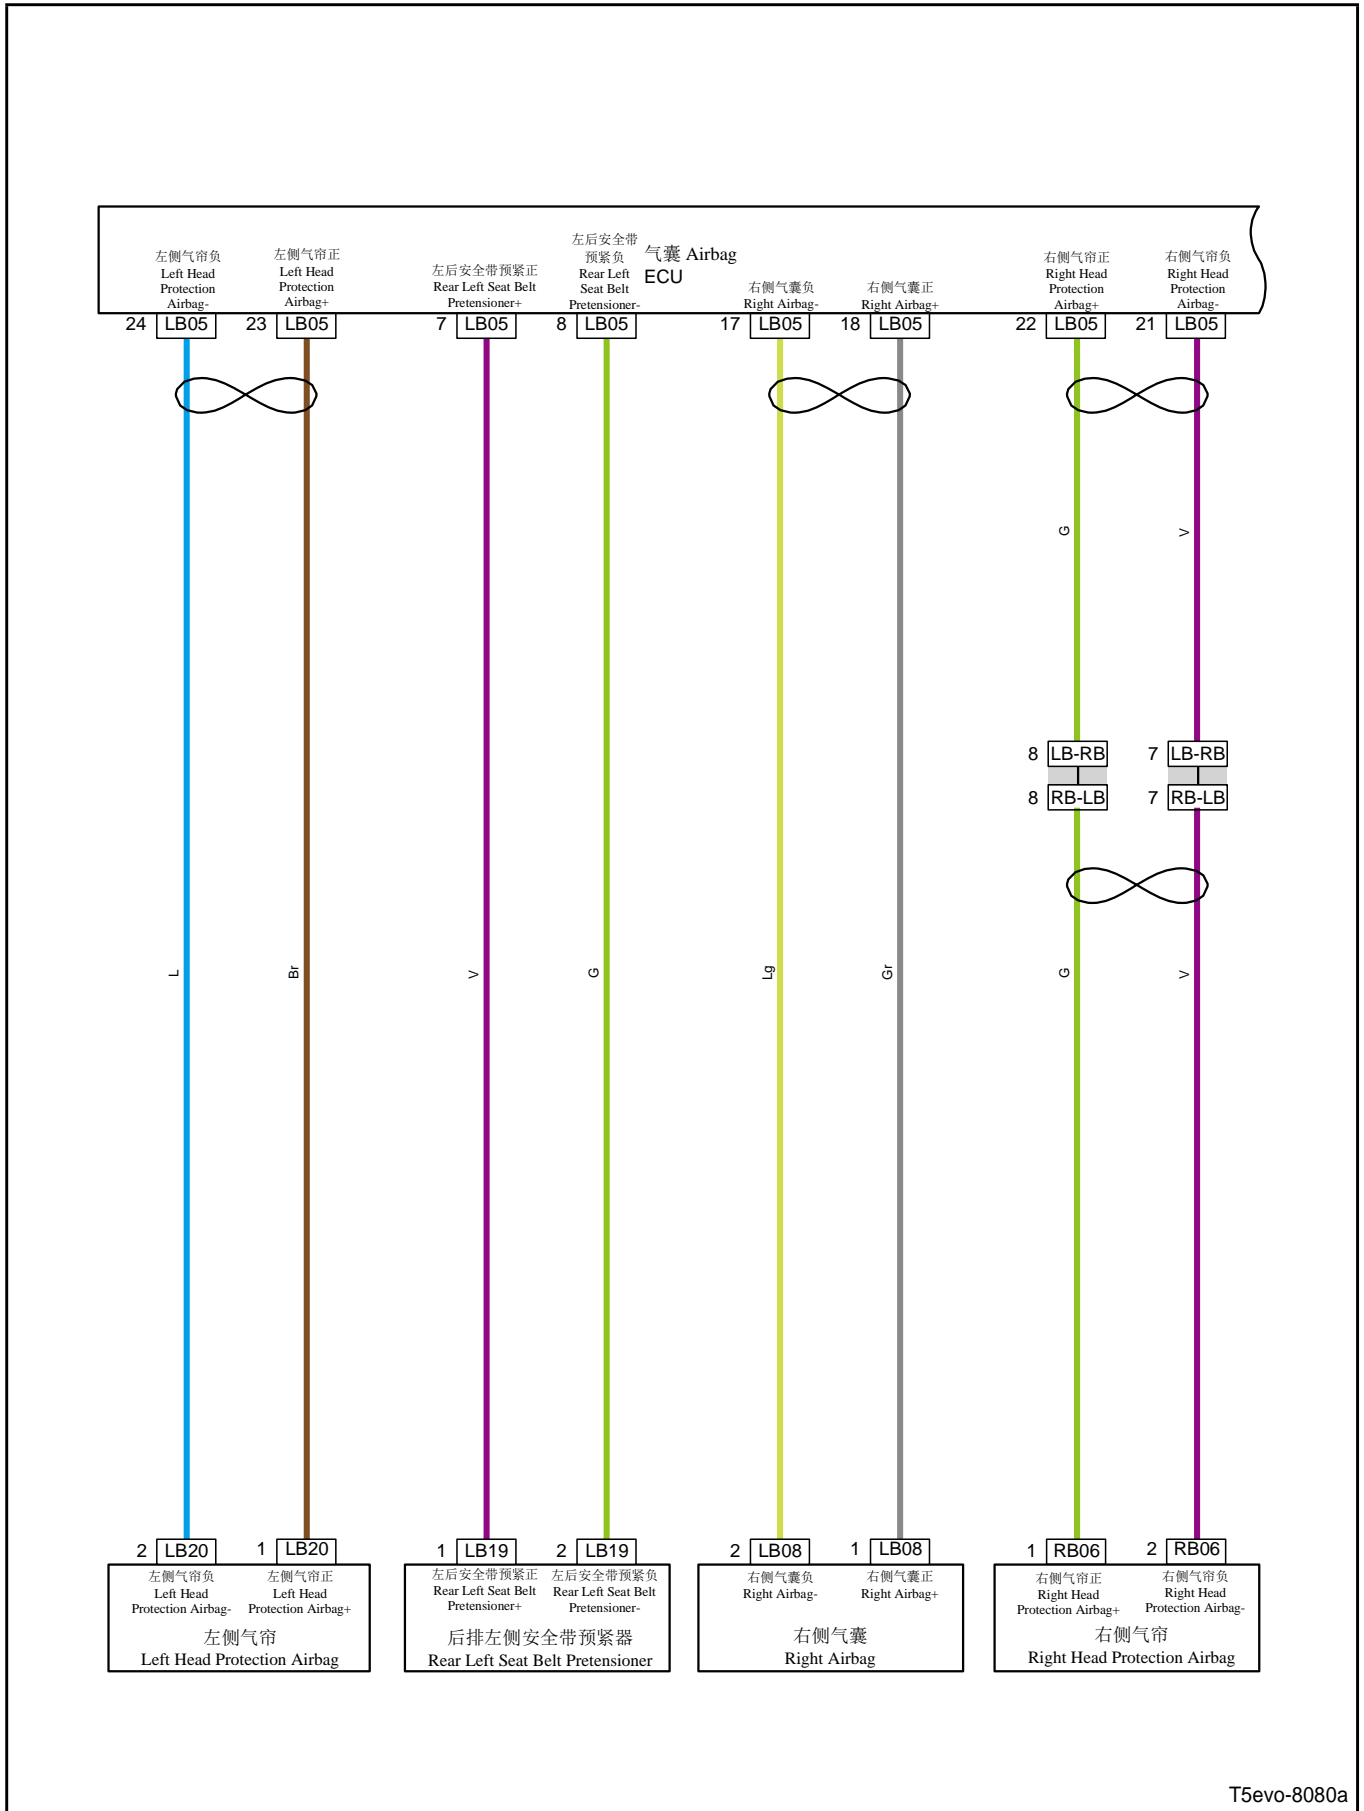 左侧气帘负
Left Head
Protection
Airbag-
左侧气帘正
Left Head
Protection
Airbag+
左后安全带预紧正
Rear Left Seat Belt
Pretensioner+
左后安全带
预紧负
Rear Left
Seat Belt
Pretensioner-
气囊 Airbag
ECU
右侧气囊负
Right Airbag-
右侧气囊正
Right Airbag+
右侧气帘正
Right Head
Protection
Airbag+
右侧气帘负
Right Head
Protection
Airbag-
24 LB05 23 LB05 7 LB05 8 LB05 17 LB05 18 LB05 22 LB05 21 LB05
G V
8 LB-RB 7 LB-RB
8 RB-LB 7 RB-LB
L Br V G Lg Gr G V
2 LB20 1 LB20 1 LB19 2 LB19 2 LB08 1 LB08 1 RB06 2 RB06
左侧气帘负
Left Head
Protection Airbag-
左侧气帘正
Left Head
Protection Airbag+
左侧气帘
Left Head Protection Airbag
左后安全带预紧正
Rear Left Seat Belt
Pretensioner+
左后安全带预紧负
Rear Left Seat Belt
Pretensioner-
后排左侧安全带预紧器
Rear Left Seat Belt Pretensioner
右侧气囊负
Right Airbag-
右侧气囊正
Right Airbag+
右侧气囊
Right Airbag
右侧气帘正
Right Head
Protection Airbag+
右侧气帘负
Right Head
Protection Airbag-
右侧气帘
Right Head Protection Airbag
T5evo-8080a